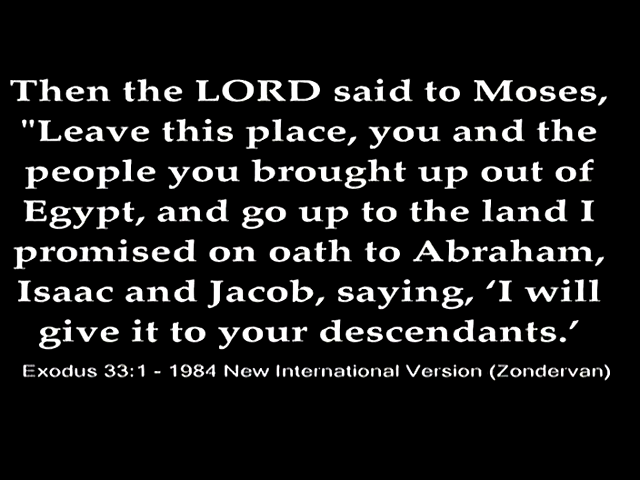 Then the LORD said to Moses,
"Leave this place, you and the
people you brought up out of
Egypt, and go up to the land I
promised on oath to Abraham,
Isaac and Jacob, saying, ‘I will
give it to your descendants.’
Exodus 33:1 - 1984 New International Version (Zondervan)